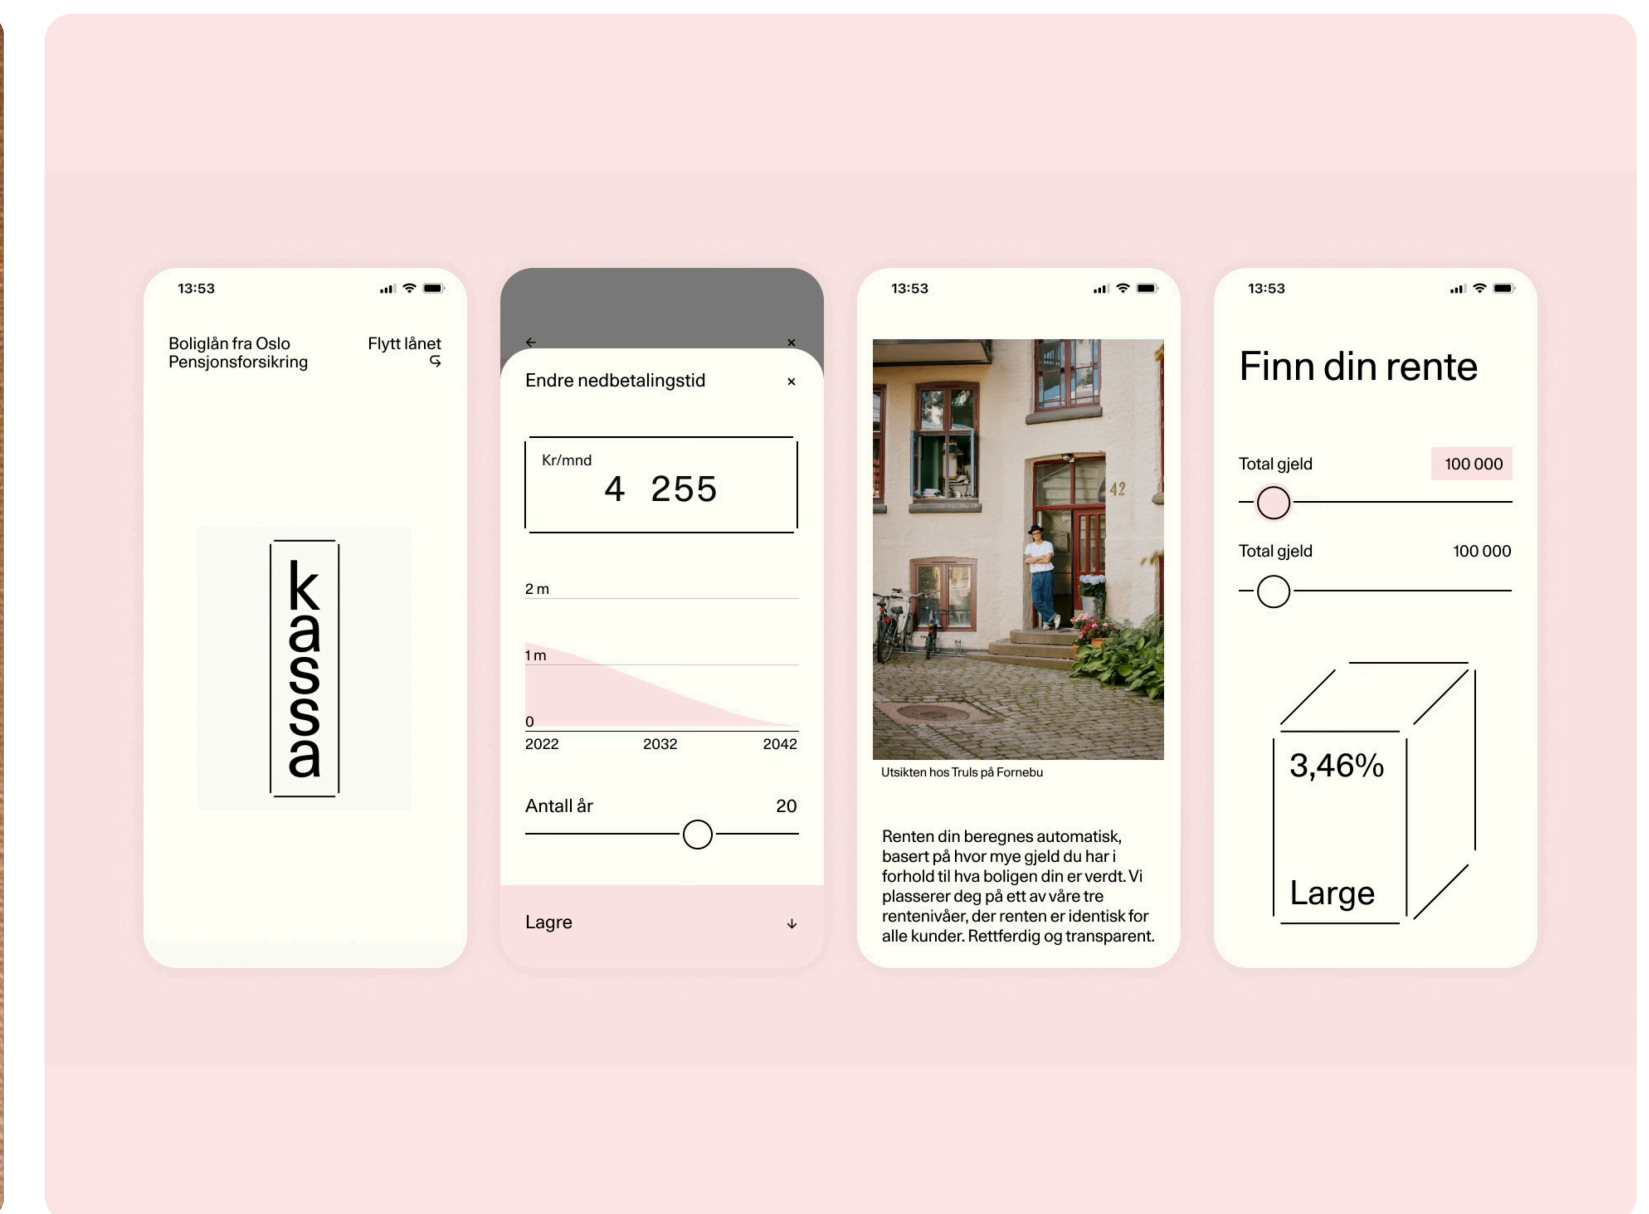 13:53
Boliglån fra Oslo
Pensjonsforsikring
Flytt lånet
kassa
Endre nedbetalingstid
Kr/mnd
4 255
2 m
1 m
0
2022 2032 2042
Antall år 20
Lagre
13:53
42
Utsikten hos Truls på Fornebu
Renten din beregnes automatisk,
basert på hvor mye gjeld du har i
forhold til hva boligen din er verdt. Vi
plasserer deg på ett av våre tre
rentenivåer, der renten er identisk for
alle kunder. Rettferdig og transparent.
13:53
Finn din rente
Total gjeld 100 000
Total gjeld 100 000
3,46%
Large